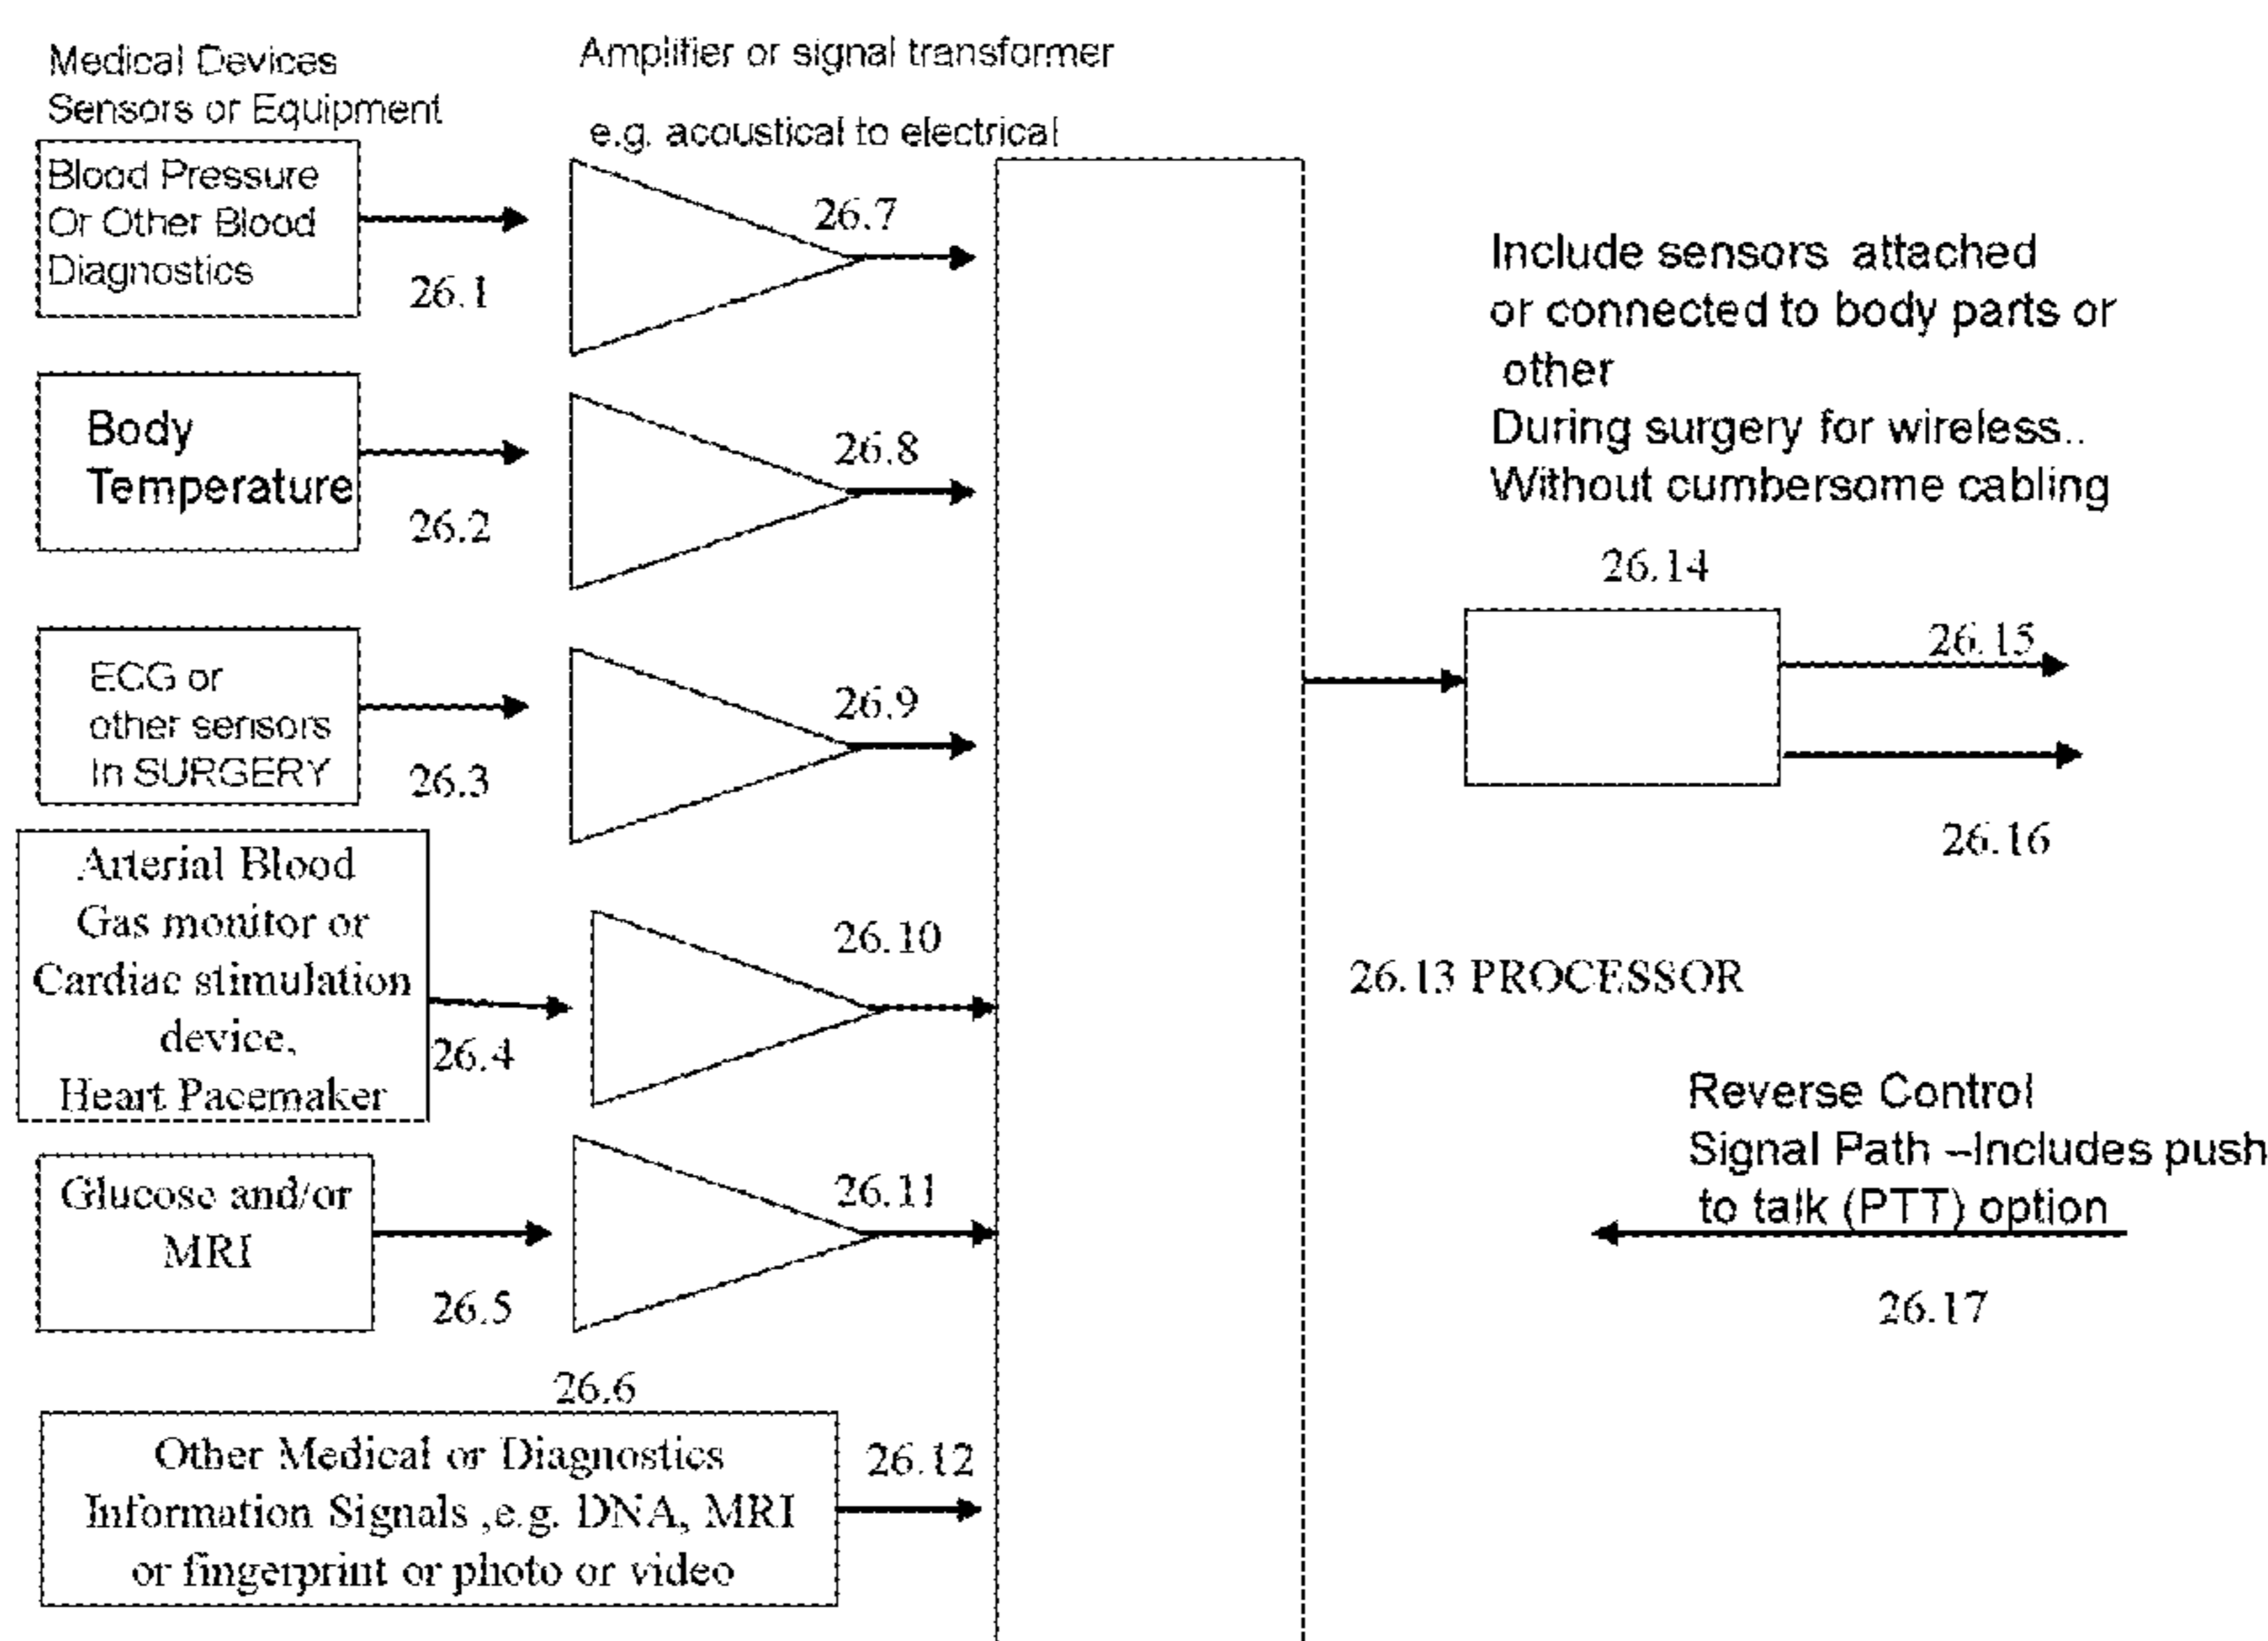 Medical Devices
Sensors or Equipment
Amplifier or signal transformer
e.g. acoustical to electrical
Blood Pressure
Or Other Blood
Diagnostics
26.1
26.7
Body
Temperature
26.2
26.8
ECG or
other sensors
In SURGERY
26.3
26.9
Arterial Blood
Gas monitor or
Cardiac stimulation
device,
Heart Pacemaker
26.4
26.10
Glucose and/or
MRI
26.5
26.11
26.6
Other Medical or Diagnostics
Information Signals ,e.g. DNA, MRI
or fingerprint or photo or video
26.12
Include sensors attached
or connected to body parts or
other
During surgery for wireless..
Without cumbersome cabling
26.14
26.15
26.16
26.13 PROCESSOR
Reverse Control
Signal Path –Includes push
to talk (PTT) option
26.17